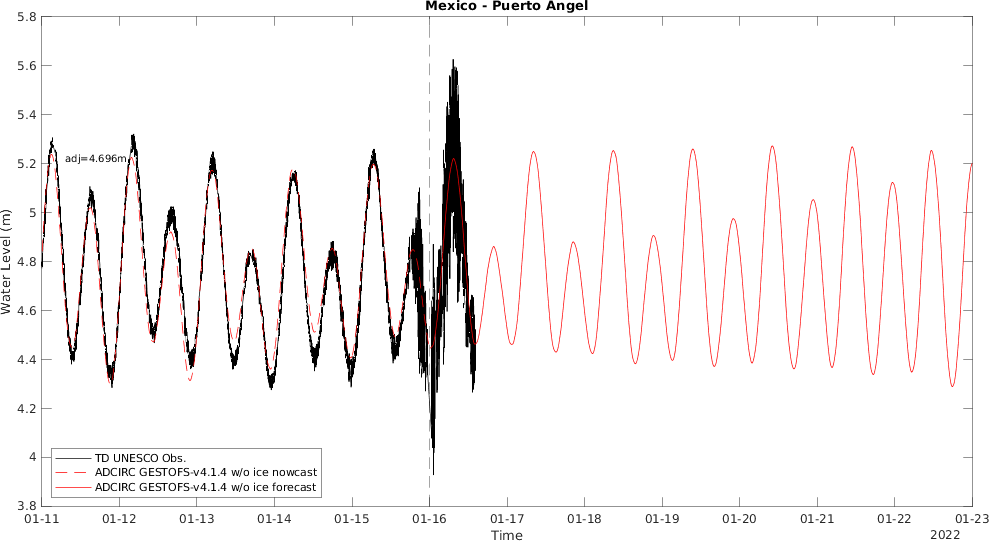 Mexico - Puerto Angel
5.8
5.6
5.4
5.2
5
4.8
4.6
4.4
4.2
4
3.8
Water Level (m)
adj=4.696m
TD UNESCO Obs.
ADCIRC GESTOFS-v4.1.4 w/o ice nowcast
ADCIRC GESTOFS-v4.1.4 w/o ice forecast
01-11 01-12 01-13 01-14 01-15 01-16 01-17 01-18 01-19 01-20 01-21 01-22 01-23
Time
2022